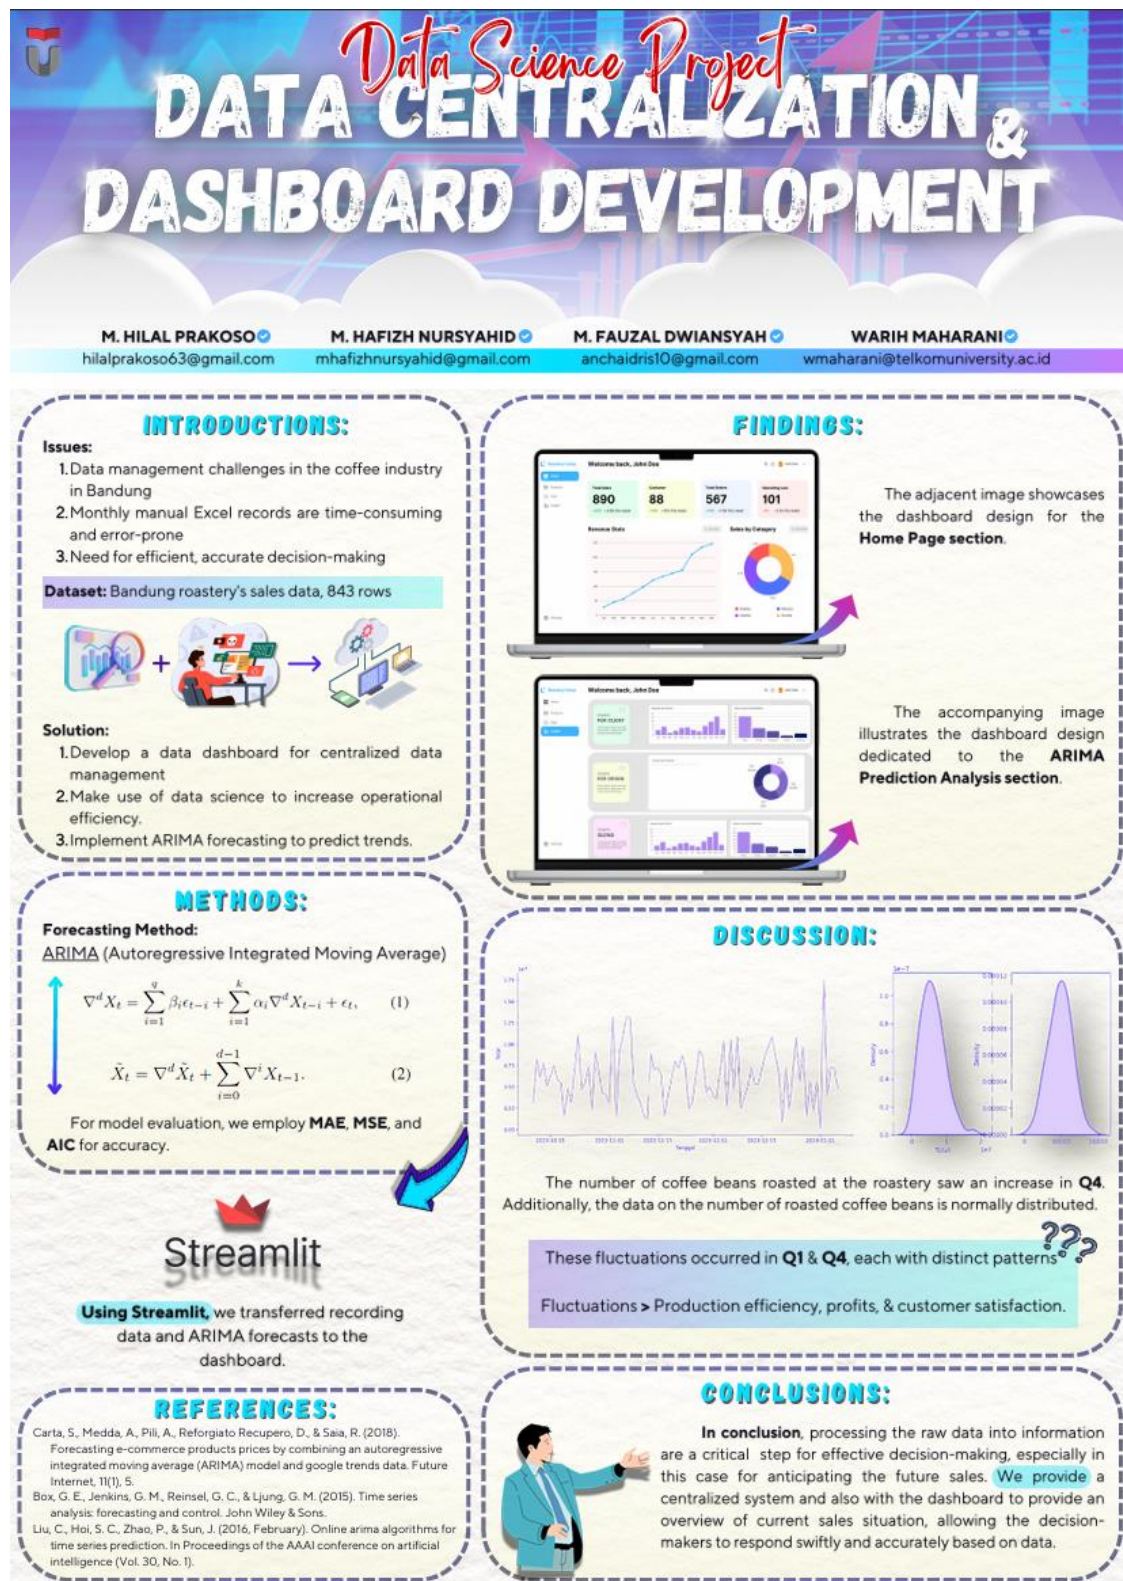 Data Science Project
DATA CENTRALIZATION &
DASHBOARD DEVELOPMENT
M. HILAL PRAKOSO
hilalprakoso63@gmail.com
M. HAFIZH NURSYAHID
mhafizhnursyahid@gmail.com
M. FAUZAL DWIANSYAH
anchaidris10@gmail.com
WARIH MAHARANI
wmaharani@telkomuniversity.ac.id
INTRODUCTIONS:
Issues:
1. Data management challenges in the coffee industry
in Bandung
2. Monthly manual Excel records are time-consuming
and error-prone
3. Need for efficient, accurate decision-making
Dataset: Bandung roastery's sales data, 843 rows
Solution:
1. Develop a data dashboard for centralized data
management
2. Make use of data science to increase operational
efficiency.
3. Implement ARIMA forecasting to predict trends.
METHODS:
Forecasting Method:
ARIMA (Autoregressive Integrated Moving Average)
∇^d X_t = ∑_{i=1}^{q} β_i ϵ_{t−i} + ∑_{i=1}^{k} α_i ∇^d X_{t−i} + ϵ_t, (1)
X̃_t = ∇^d X̃_t + ∑_{i=0}^{d−1} ∇^i X_{t−1}. (2)
For model evaluation, we employ MAE, MSE, and
AIC for accuracy.
Streamlit
Using Streamlit, we transferred recording
data and ARIMA forecasts to the
dashboard.
REFERENCES:
Carta, S., Medda, A., Pili, A., Reforgiato Recupero, D., & Saia, R. (2018).
Forecasting e-commerce products prices by combining an autoregressive
integrated moving average (ARIMA) model and google trends data. Future
Internet, 11(1), 5.
Box, G. E., Jenkins, G. M., Reinsel, G. C., & Ljung, G. M. (2015). Time series
analysis: forecasting and control. John Wiley & Sons.
Liu, C., Hoi, S. C., Zhao, P., & Sun, J. (2016, February). Online arima algorithms for
time series prediction. In Proceedings of the AAAI conference on artificial
intelligence (Vol. 30, No. 1).
FINDINGS:
Welcome back, John Doe
890
88
567
101
Revenue Stats
Sales by Category
The adjacent image showcases
the dashboard design for the
Home Page section.
Welcome back, John Doe
The accompanying image
illustrates the dashboard design
dedicated to the ARIMA
Prediction Analysis section.
DISCUSSION:
Tanggal
Density
Total
Density
The number of coffee beans roasted at the roastery saw an increase in Q4.
Additionally, the data on the number of roasted coffee beans is normally distributed.
???
These fluctuations occurred in Q1 & Q4, each with distinct patterns
Fluctuations > Production efficiency, profits, & customer satisfaction.
CONCLUSIONS:
In conclusion, processing the raw data into information
are a critical step for effective decision-making, especially in
this case for anticipating the future sales. We provide a
centralized system and also with the dashboard to provide an
overview of current sales situation, allowing the decision-
makers to respond swiftly and accurately based on data.